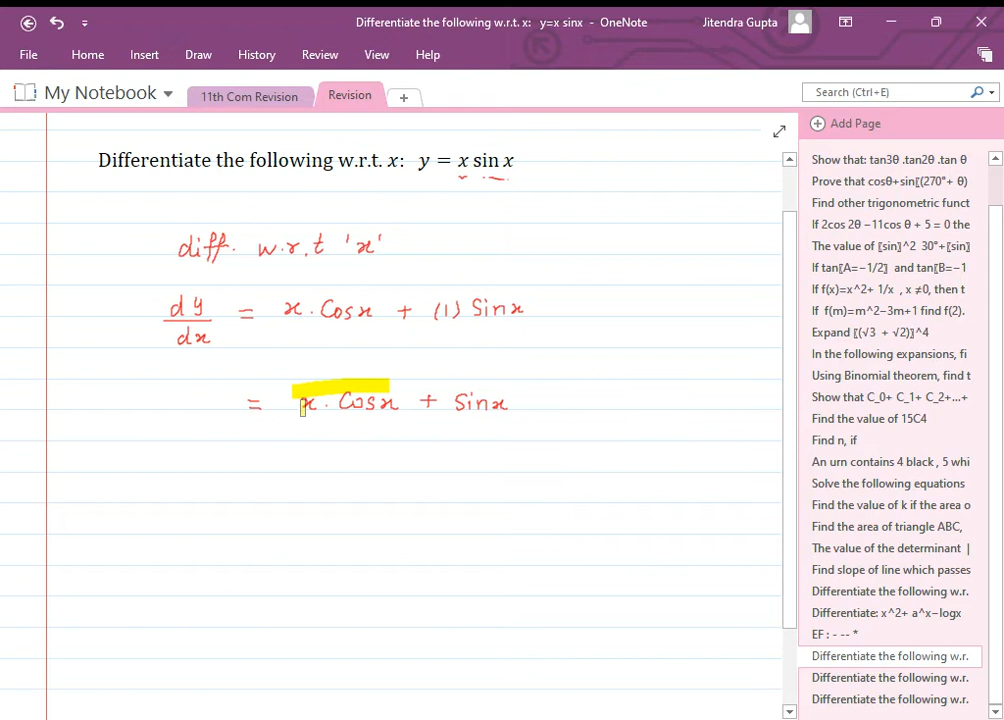 Differentiate the following w.r.t. x: y=x sinx - OneNote
Jitendra Gupta
File Home Insert Draw History Review View Help
My Notebook
11th Com Revision
Revision
Search (Ctrl+E)
Add Page
Differentiate the following w.r.t. x: y = x sin x
diff. w.r.t 'x'
dy/dx = x.Cosx + (1) Sinx
= x.Cosx + Sinx
Show that: tan3θ .tan2θ .tan θ
Prove that cosθ+sin〖(270°+ θ)
Find other trigonometric funct
If 2cos 2θ −11cos θ + 5 = 0 the
The value of 〖sin〗^2 30°+〖sin〗
If tan〖A=−1/2〗 and tan〖B=−1
If f(x)=x^2+ 1/x , x ≠0, then t
If f(m)=m^2−3m+1 find f(2).
Expand 〖(√3 + √2)〗^4
In the following expansions, fi
Using Binomial theorem, find t
Show that C_0+ C_1+ C_2+...+
Find the value of 15C4
Find n, if
An urn contains 4 black , 5 whi
Solve the following equations
Find the value of k if the area o
Find the area of triangle ABC,
The value of the determinant |
Find slope of line which passes
Differentiate the following w.r.
Differentiate: x^2+ a^x−logx
EF : - -- *
Differentiate the following w.r.
Differentiate the following w.r.
Differentiate the following w.r.